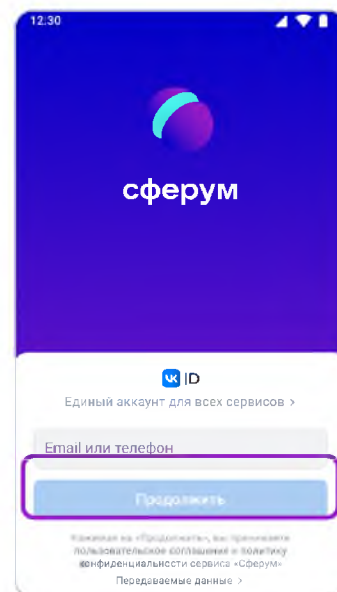 12.30
сферум
VK ID
Единый аккаунт для всех сервисов >
Email или телефон
Продолжить
Нажимая на «Продолжить», вы принимаете
пользовательское соглашение и политику
конфиденциальности сервиса «Сферум»
Передаваемые данные >